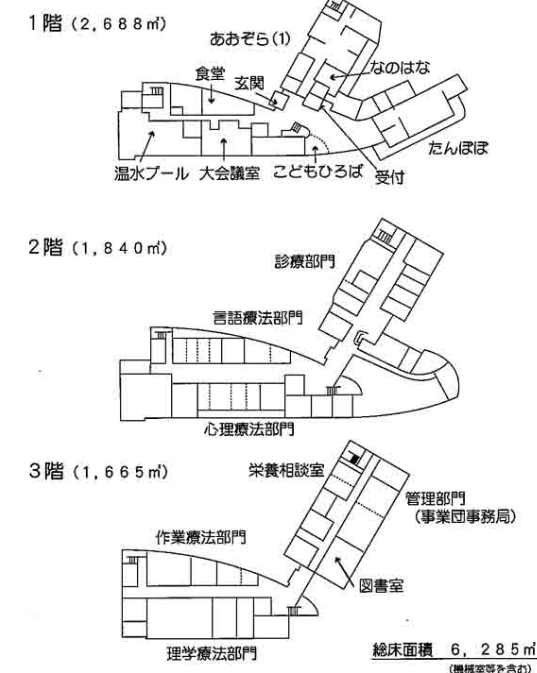 1階（2,688㎡）
あおぞら(1)
食堂
玄関
なのはな
たんぽぽ
温水プール
大会議室
こどもひろば
受付
2階（1,840㎡）
診療部門
言語療法部門
心理療法部門
3階（1,665㎡）
栄養相談室
管理部門
（事業団事務局）
作業療法部門
図書室
理学療法部門
総床面積　6,285㎡
（機械室等を含む）